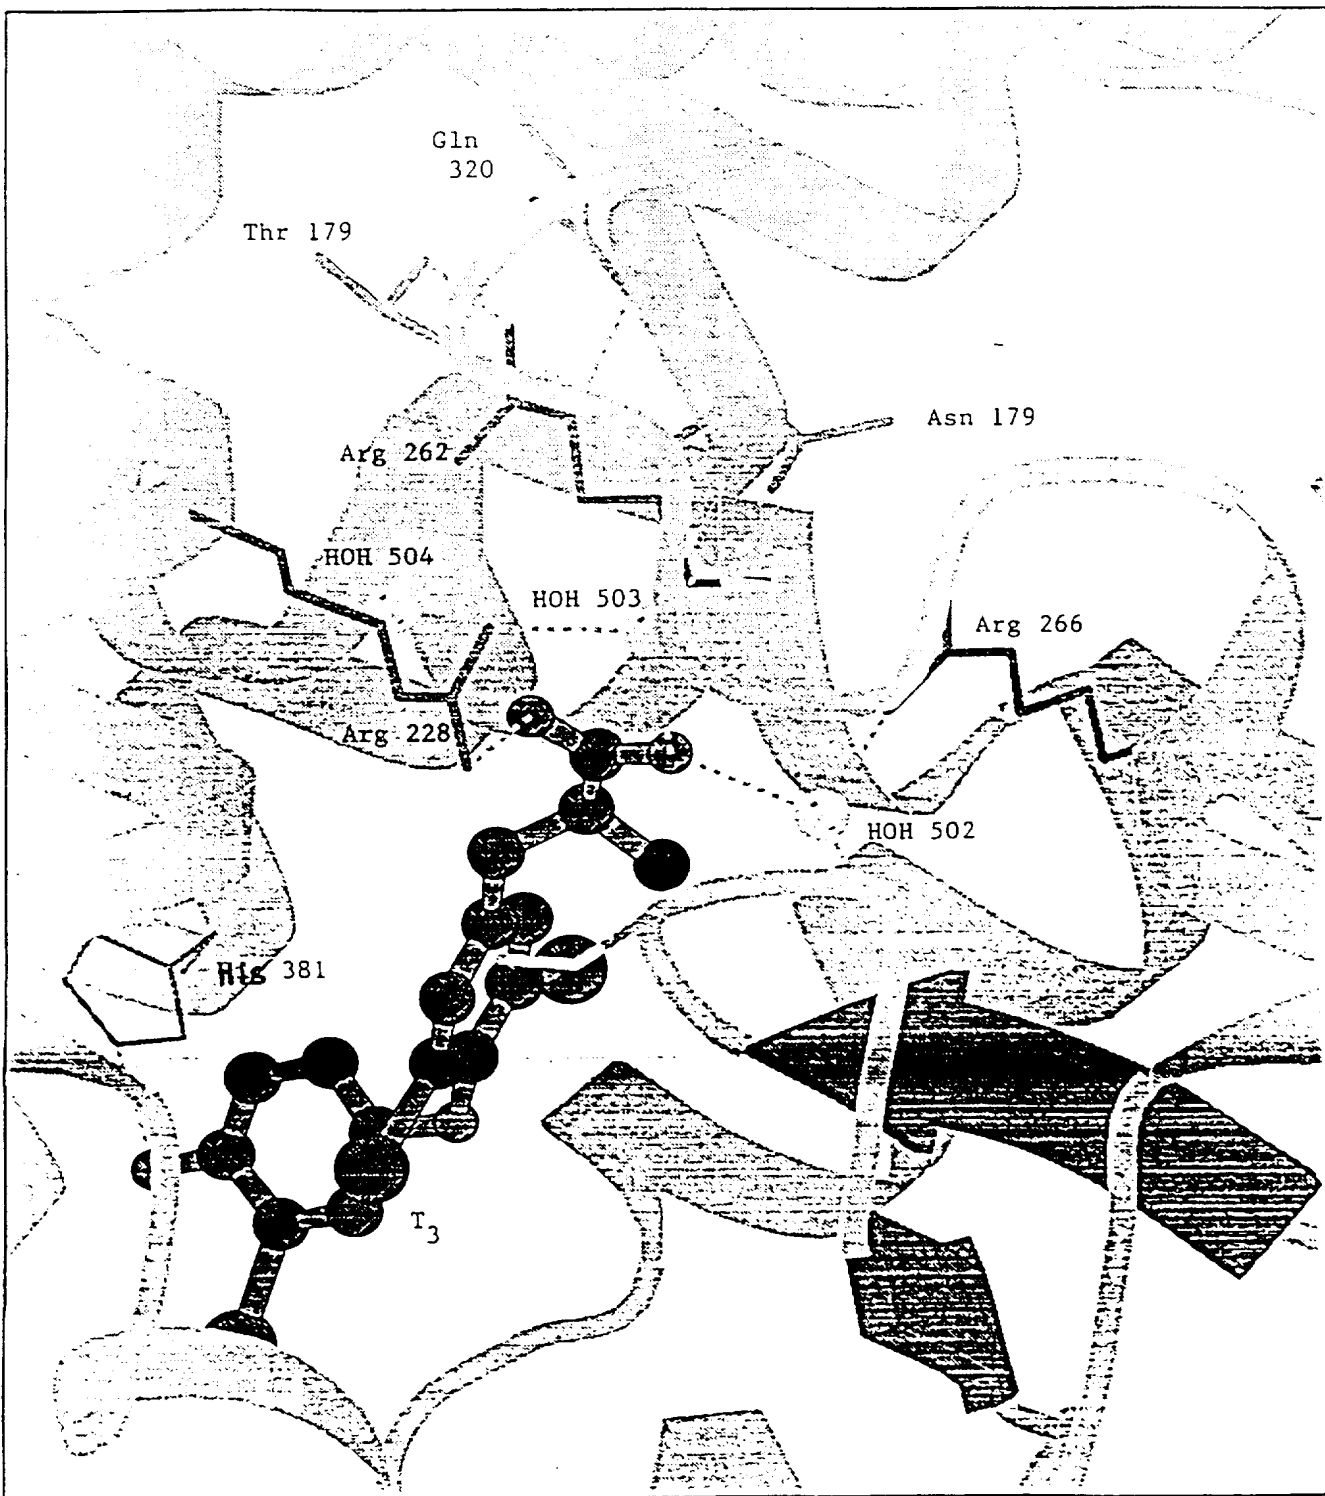 Gln
320
Thr 179
Asn 179
Arg 262
HOH 504
HOH 503
Arg 266
Arg 228
HOH 502
His 381
T3